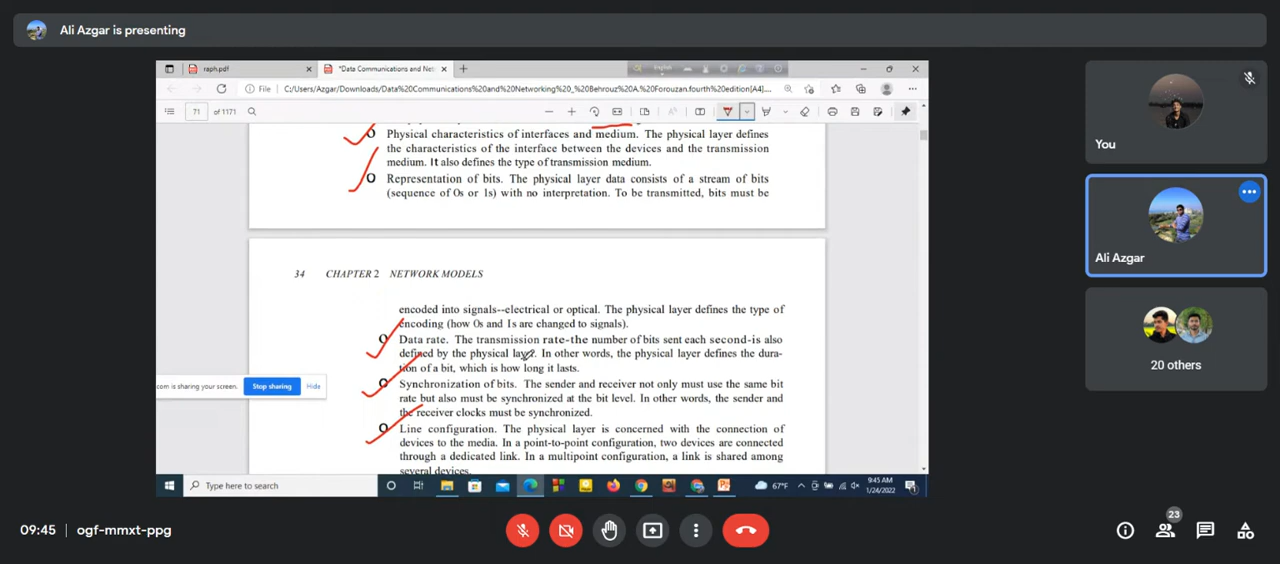 Ali Azgar is presenting
raph.pdf
*Data Communications and Net
File
C:/Users/Azgar/Downloads/Data%20Communications%20and%20Networking%20_%20Behrouz%20A.%20Forouzan.fourth%20edition[A4]....
71 of 1171
O Physical characteristics of interfaces and medium. The physical layer defines
the characteristics of the interface between the devices and the transmission
medium. It also defines the type of transmission medium.
O Representation of bits. The physical layer data consists of a stream of bits
(sequence of Os or 1s) with no interpretation. To be transmitted, bits must be
34 CHAPTER 2 NETWORK MODELS
encoded into signals--electrical or optical. The physical layer defines the type of
encoding (how Os and 1s are changed to signals).
O Data rate. The transmission rate-the number of bits sent each second-is also
defined by the physical layer. In other words, the physical layer defines the dura-
tion of a bit, which is how long it lasts.
O Synchronization of bits. The sender and receiver not only must use the same bit
rate but also must be synchronized at the bit level. In other words, the sender and
the receiver clocks must be synchronized.
O Line configuration. The physical layer is concerned with the connection of
devices to the media. In a point-to-point configuration, two devices are connected
through a dedicated link. In a multipoint configuration, a link is shared among
several devices.
com is sharing your screen. Stop sharing Hide
Type here to search
67°F
9:45 AM
1/24/2022
You
Ali Azgar
20 others
09:45 | ogf-mmxt-ppg
23